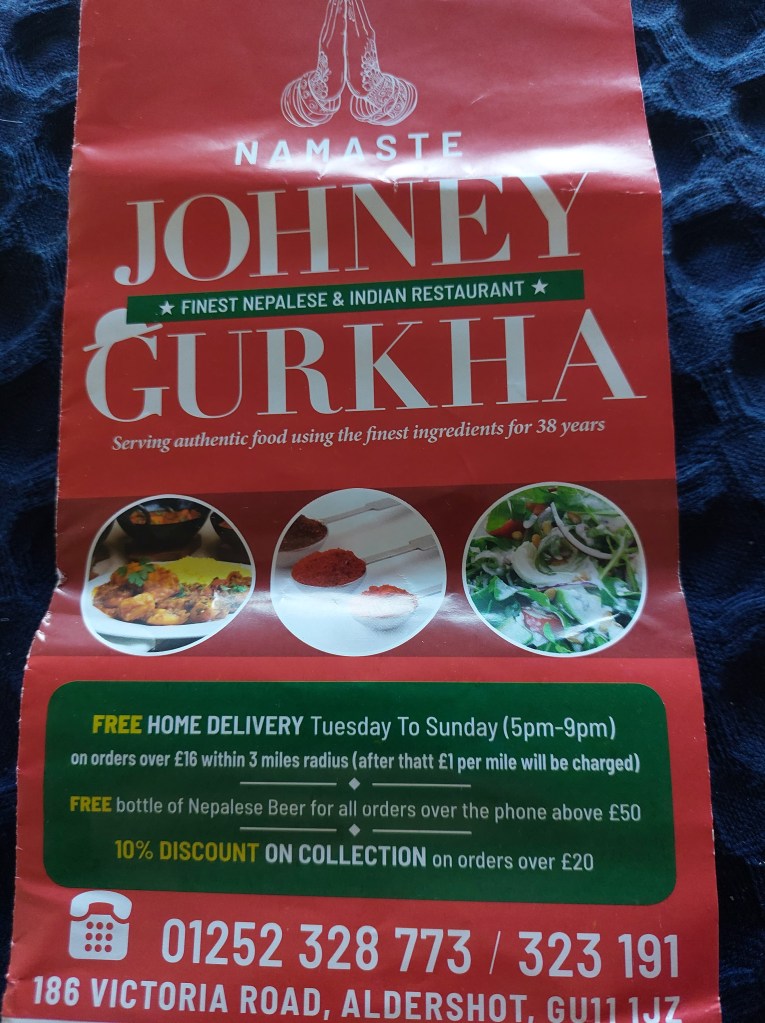 NAMASTE
JOHNEY
★ FINEST NEPALESE & INDIAN RESTAURANT ★
GURKHA
Serving authentic food using the finest ingredients for 38 years
FREE HOME DELIVERY Tuesday To Sunday (5pm-9pm)
on orders over £16 within 3 miles radius (after thatt £1 per mile will be charged)
FREE bottle of Nepalese Beer for all orders over the phone above £50
10% DISCOUNT ON COLLECTION on orders over £20
01252 328 773 / 323 191
186 VICTORIA ROAD, ALDERSHOT, GU11 1JZ